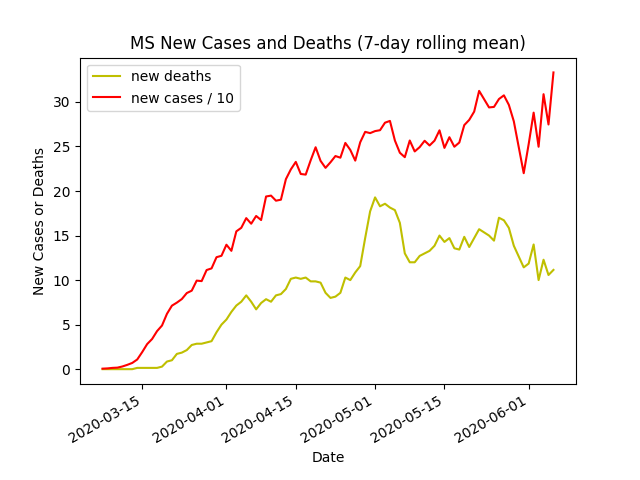 MS New Cases and Deaths (7-day rolling mean)
new deaths
new cases / 10
30
25
20
15
10
5
0
New Cases or Deaths
2020-03-15
2020-04-01
2020-04-15
2020-05-01
2020-05-15
2020-06-01
Date